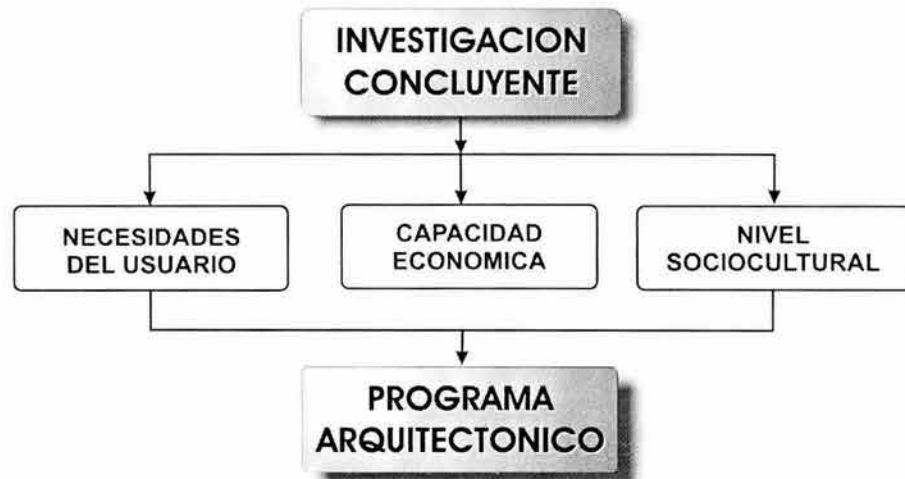 INVESTIGACION
CONCLUYENTE
NECESIDADES
DEL USUARIO
CAPACIDAD
ECONOMICA
NIVEL
SOCIOCULTURAL
PROGRAMA
ARQUITECTONICO